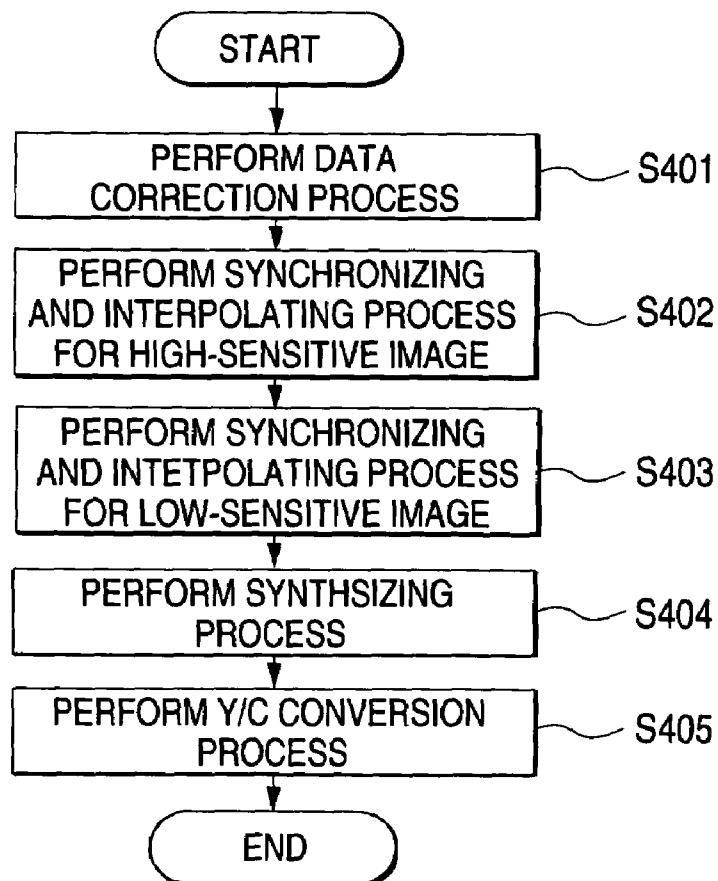 START
PERFORM DATA
CORRECTION PROCESS
S401
PERFORM SYNCHRONIZING
AND INTERPOLATING PROCESS
FOR HIGH-SENSITIVE IMAGE
S402
PERFORM SYNCHRONIZING
AND INTETPOLATING PROCESS
FOR LOW-SENSITIVE IMAGE
S403
PERFORM SYNTHSIZING
PROCESS
S404
PERFORM Y/C CONVERSION
PROCESS
S405
END